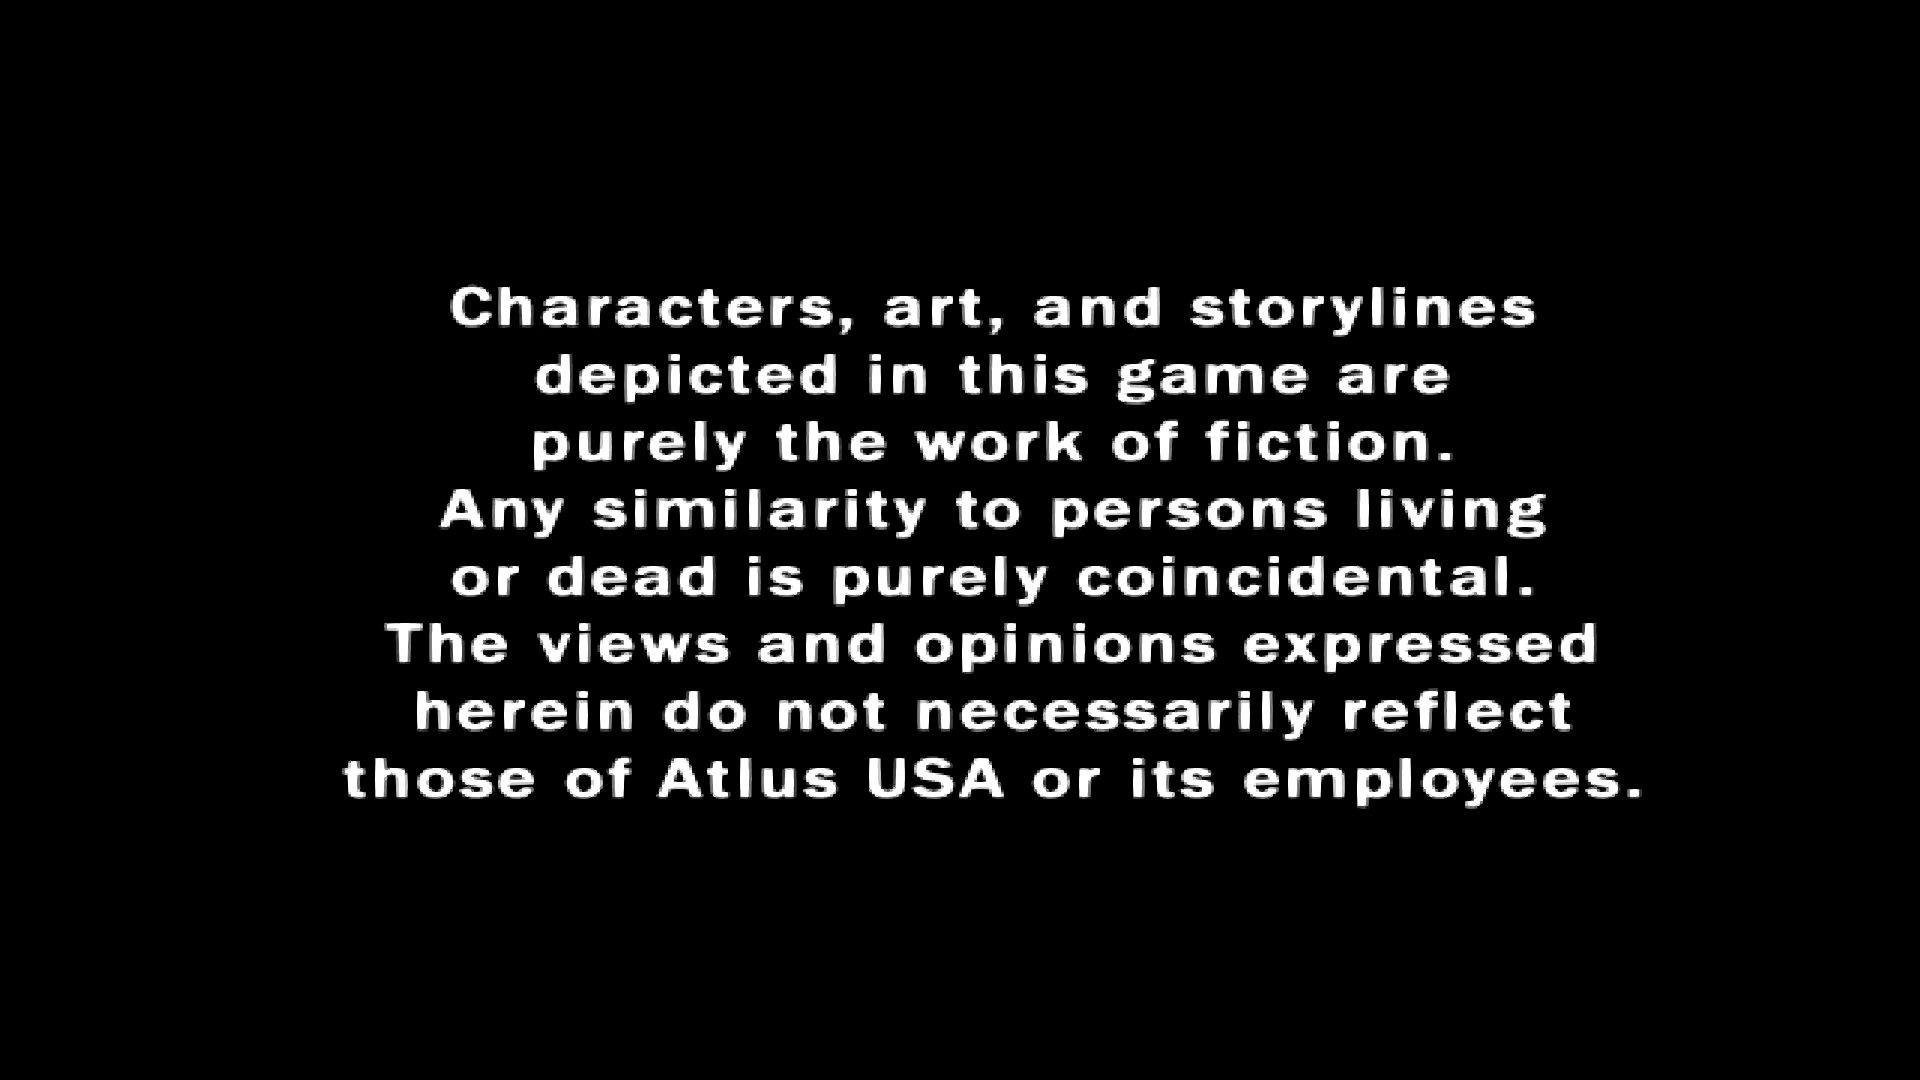 Characters, art, and storylines
depicted in this game are
purely the work of fiction.
Any similarity to persons living
or dead is purely coincidental.
The views and opinions expressed
herein do not necessarily reflect
those of Atlus USA or its employees.